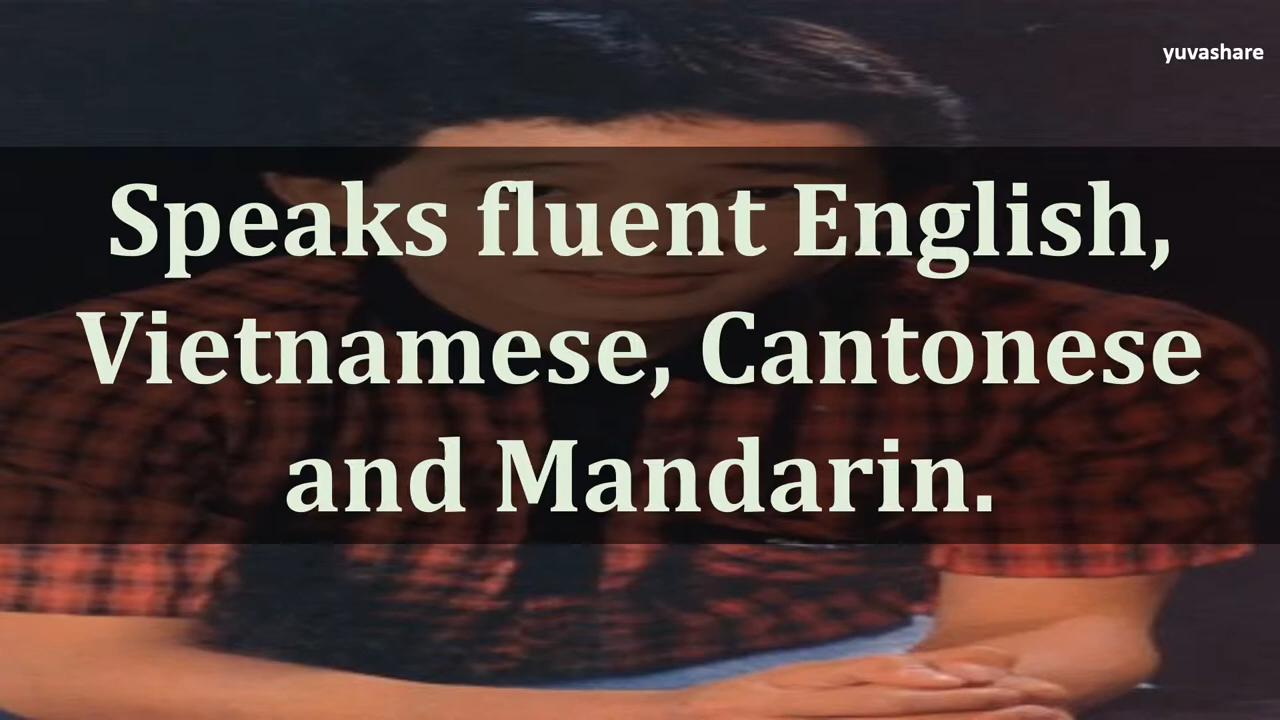 yuvashare
Speaks fluent English,
Vietnamese, Cantonese
and Mandarin.